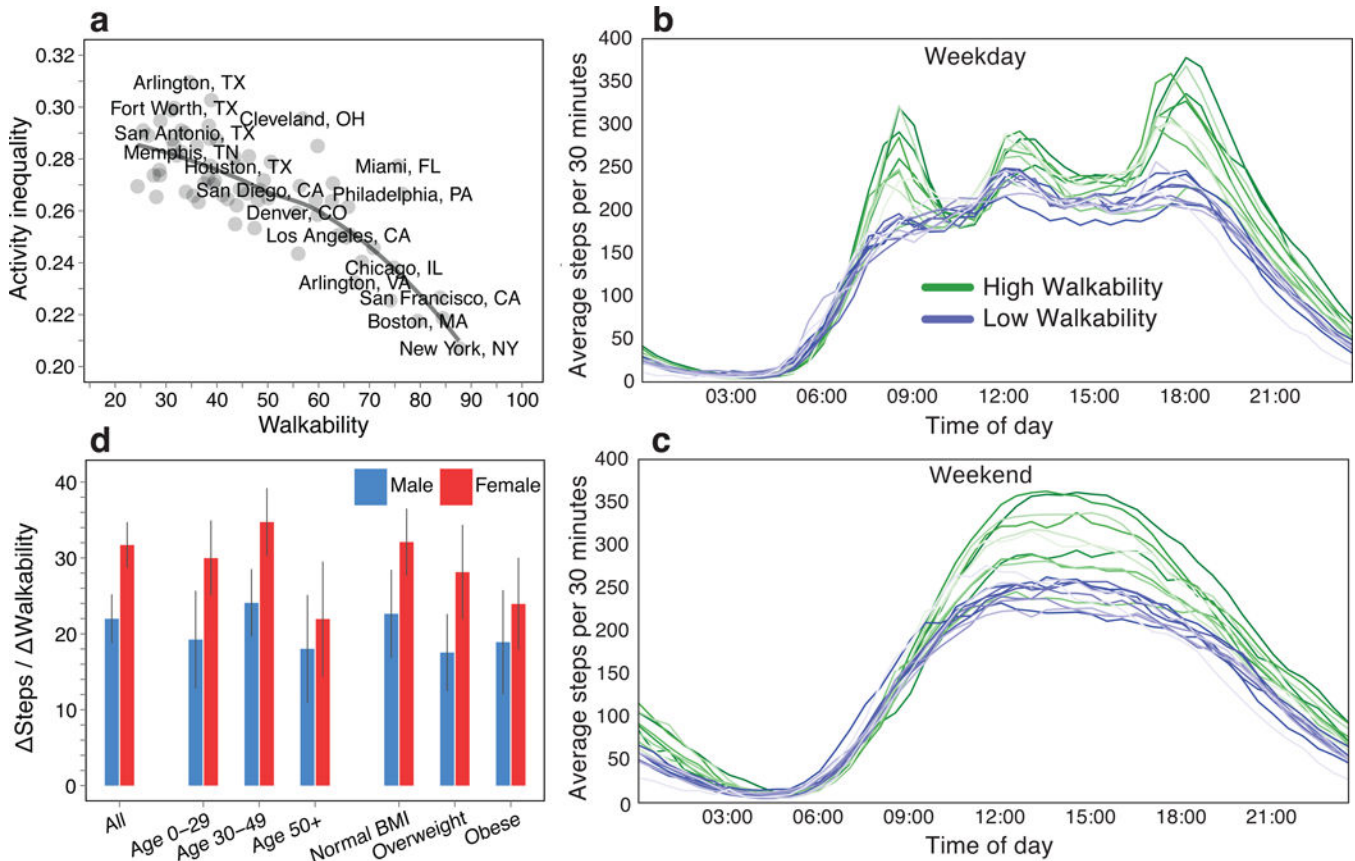 a
Activity inequality
0.32
0.30
0.28
0.26
0.24
0.22
0.20
Arlington, TX
Fort Worth, TX
Cleveland, OH
San Antonio, TX
Memphis, TN
Houston, TX
Miami, FL
San Diego, CA
Philadelphia, PA
Denver, CO
Los Angeles, CA
Chicago, IL
Arlington, VA
San Francisco, CA
Boston, MA
New York, NY
20 30 40 50 60 70 80 90 100
Walkability
b
Weekday
Average steps per 30 minutes
400
350
300
250
200
150
100
50
0
High Walkability
Low Walkability
03:00 06:00 09:00 12:00 15:00 18:00 21:00
Time of day
d
ΔSteps / ΔWalkability
40
30
20
10
0
Male Female
All Age 0–29 Age 30–49 Age 50+ Normal BMI Overweight Obese
c
Weekend
Average steps per 30 minutes
400
350
300
250
200
150
100
50
0
03:00 06:00 09:00 12:00 15:00 18:00 21:00
Time of day